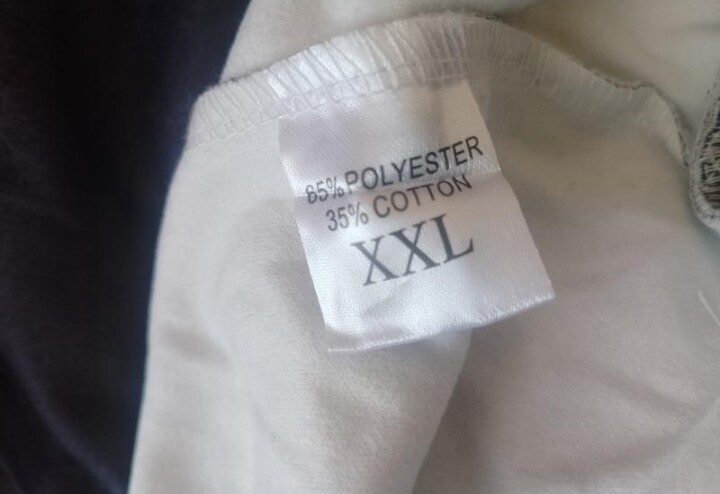 65% POLYESTER
35% COTTON
XXL